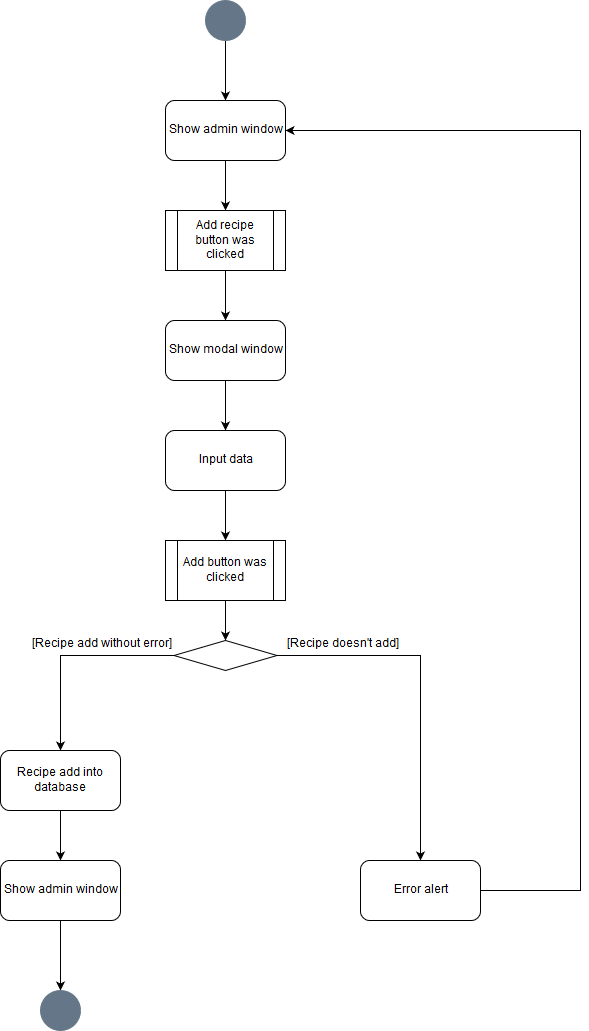 Show admin window
Add recipe
button was
clicked
Show modal window
Input data
Add button was
clicked
[Recipe add without error]
[Recipe doesn't add]
Recipe add into
database
Show admin window
Error alert